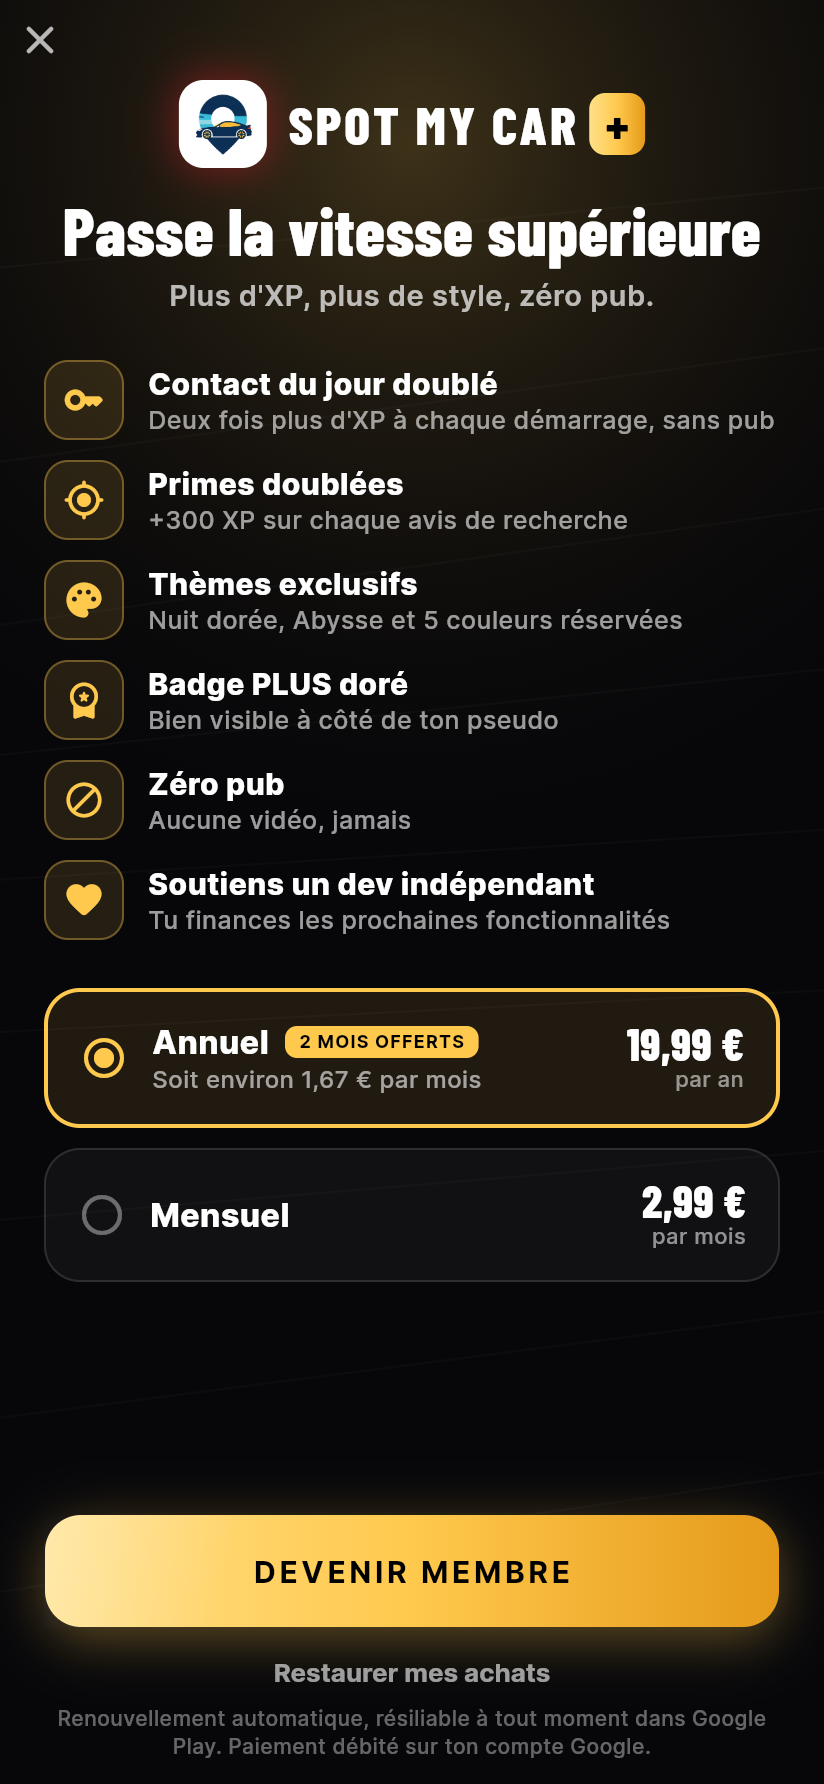 SPOT MY CAR +
Passe la vitesse supérieure
Plus d'XP, plus de style, zéro pub.
Contact du jour doublé
Deux fois plus d'XP à chaque démarrage, sans pub
Primes doublées
+300 XP sur chaque avis de recherche
Thèmes exclusifs
Nuit dorée, Abysse et 5 couleurs réservées
Badge PLUS doré
Bien visible à côté de ton pseudo
Zéro pub
Aucune vidéo, jamais
Soutiens un dev indépendant
Tu finances les prochaines fonctionnalités
Annuel 2 MOIS OFFERTS 19,99 €
Soit environ 1,67 € par mois par an
Mensuel 2,99 €
par mois
DEVENIR MEMBRE
Restaurer mes achats
Renouvellement automatique, résiliable à tout moment dans Google
Play. Paiement débité sur ton compte Google.